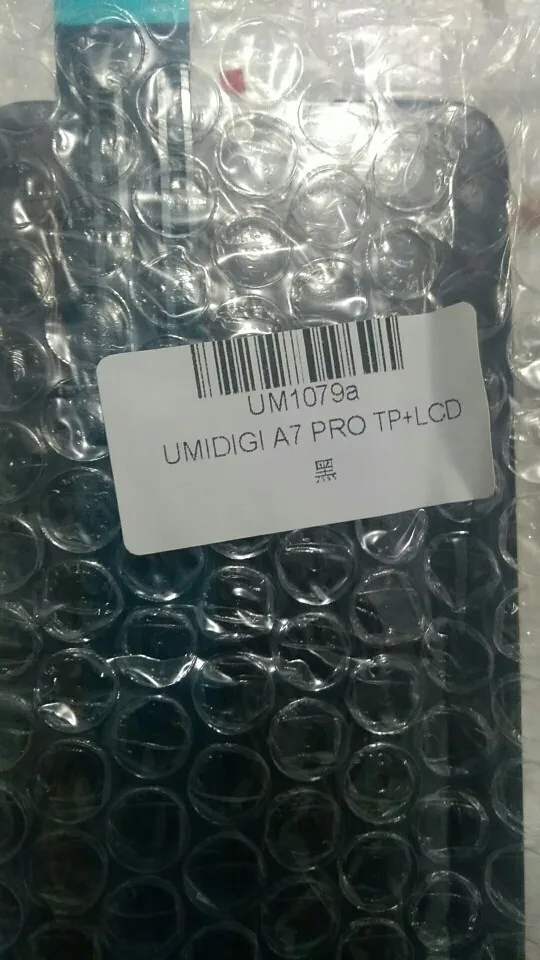 UM1079a
UMIDIGI A7 PRO TP+LCD
黑